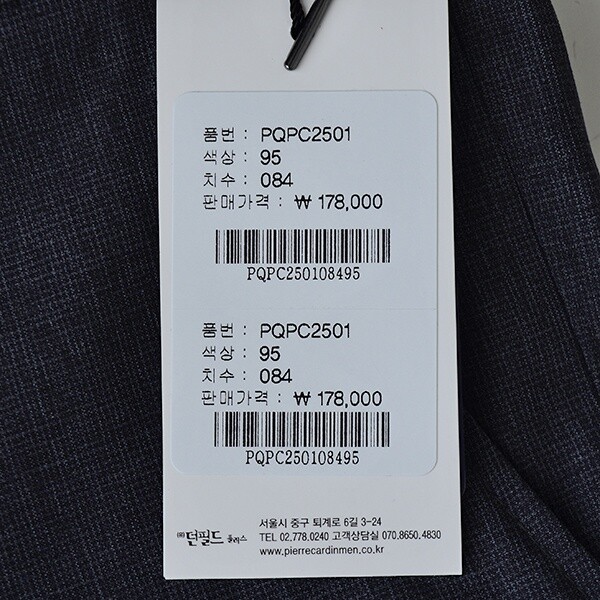 품번 : PQPC2501
색상 : 95
치수 : 084
판매가격 : ₩ 178,000
PQPC250108495
품번 : PQPC2501
색상 : 95
치수 : 084
판매가격 : ₩ 178,000
PQPC250108495
㈜던필드 플러스
서울시 중구 퇴계로 6길 3-24
TEL 02.778.0240 고객상담실 070.8650.4830
www.pierrecardinmen.co.kr